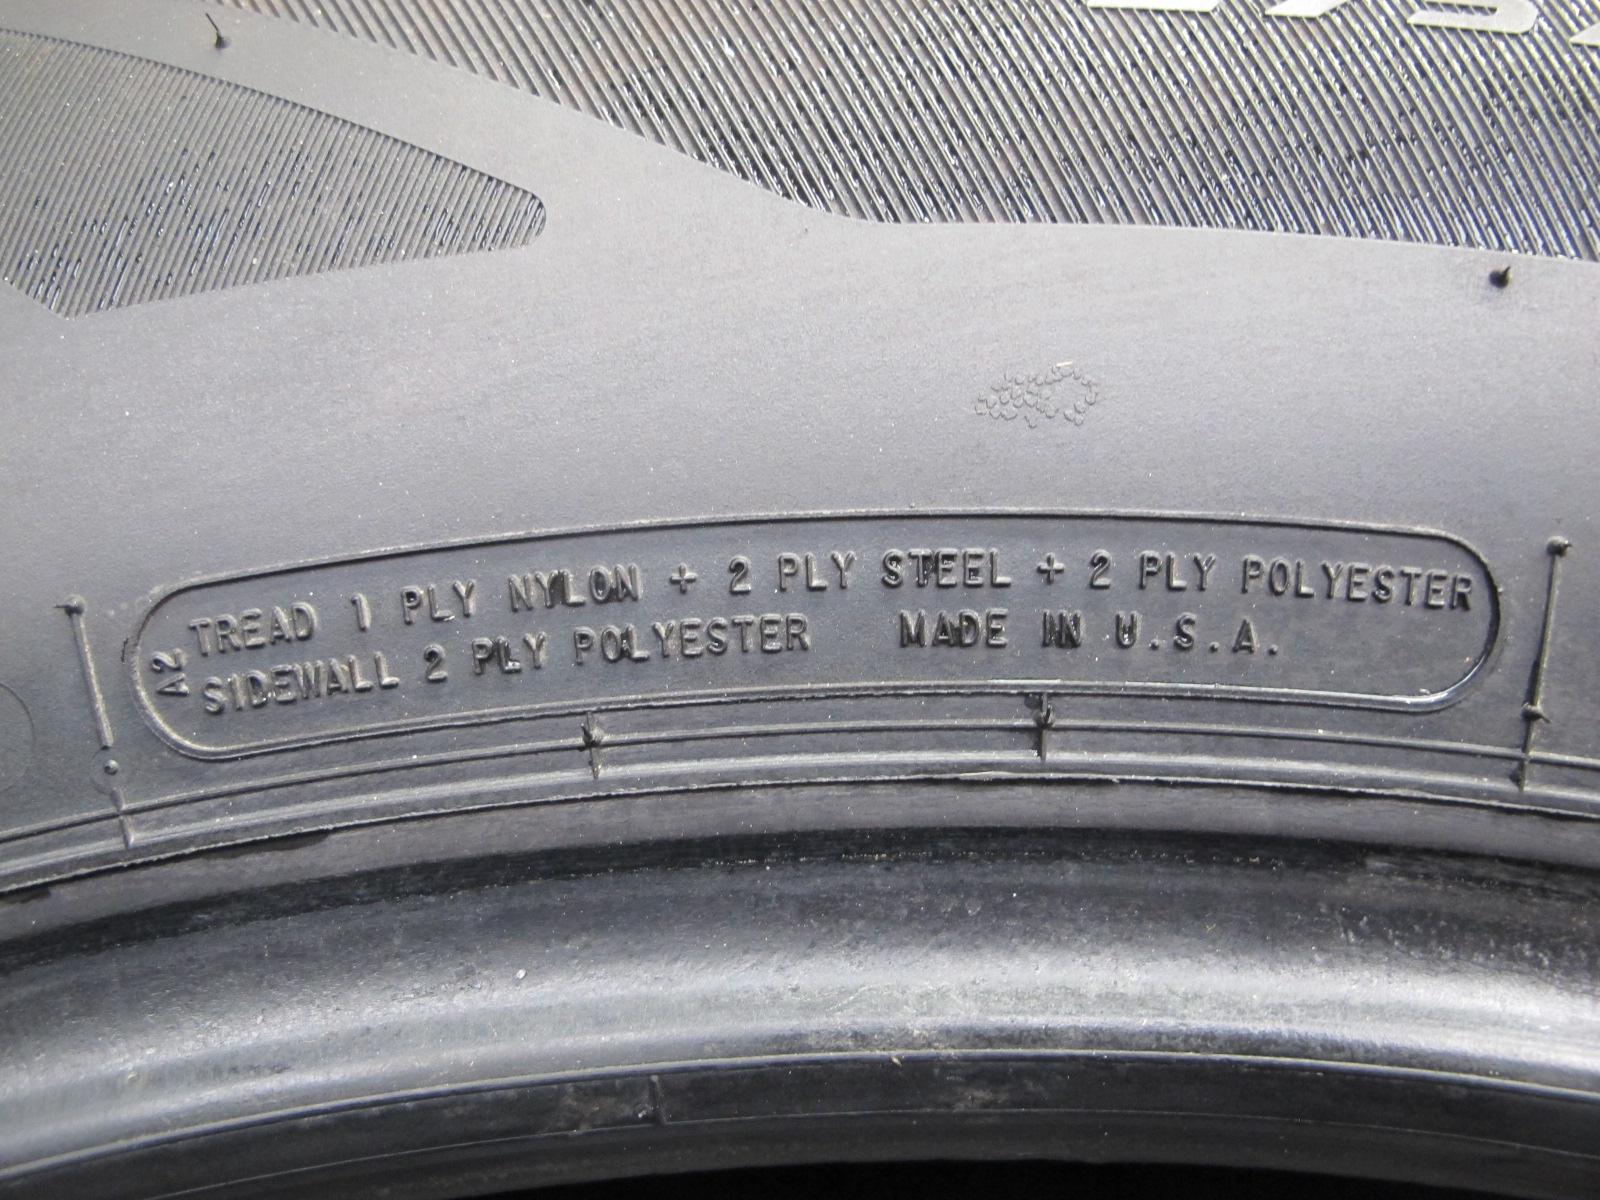 A2
TREAD 1 PLY NYLON + 2 PLY STEEL + 2 PLY POLYESTER
SIDEWALL 2 PLY POLYESTER MADE IN U.S.A.